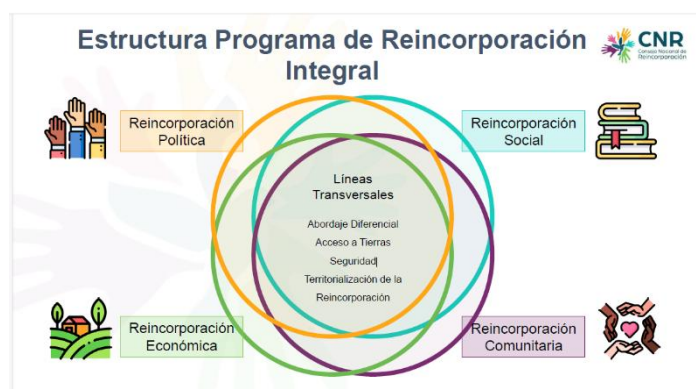 Estructura Programa de Reincorporación
Integral
CNR
Consejo Nacional de
Reincorporación
Reincorporación
Política
Reincorporación
Social
Líneas
Transversales
Abordaje Diferencial
Acceso a Tierras
Seguridad
Territorialización de la
Reincorporación
Reincorporación
Económica
Reincorporación
Comunitaria